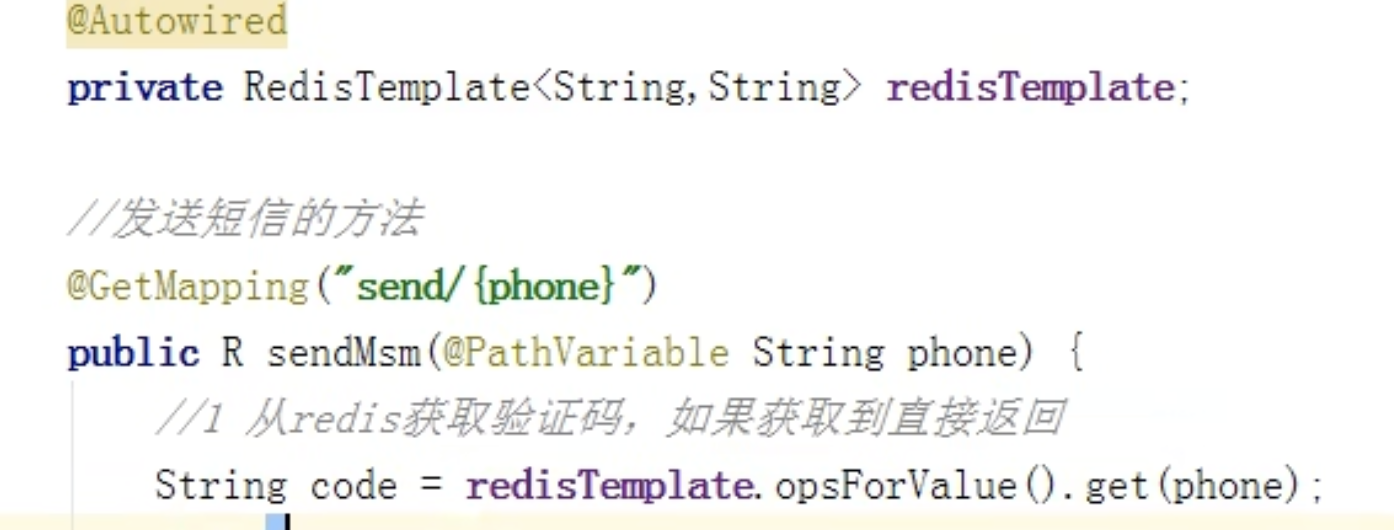 @Autowired
private RedisTemplate<String,String> redisTemplate;
//发送短信的方法
@GetMapping("send/{phone}")
public R sendMsm(@PathVariable String phone) {
//1 从redis获取验证码，如果获取到直接返回
String code = redisTemplate.opsForValue().get(phone);